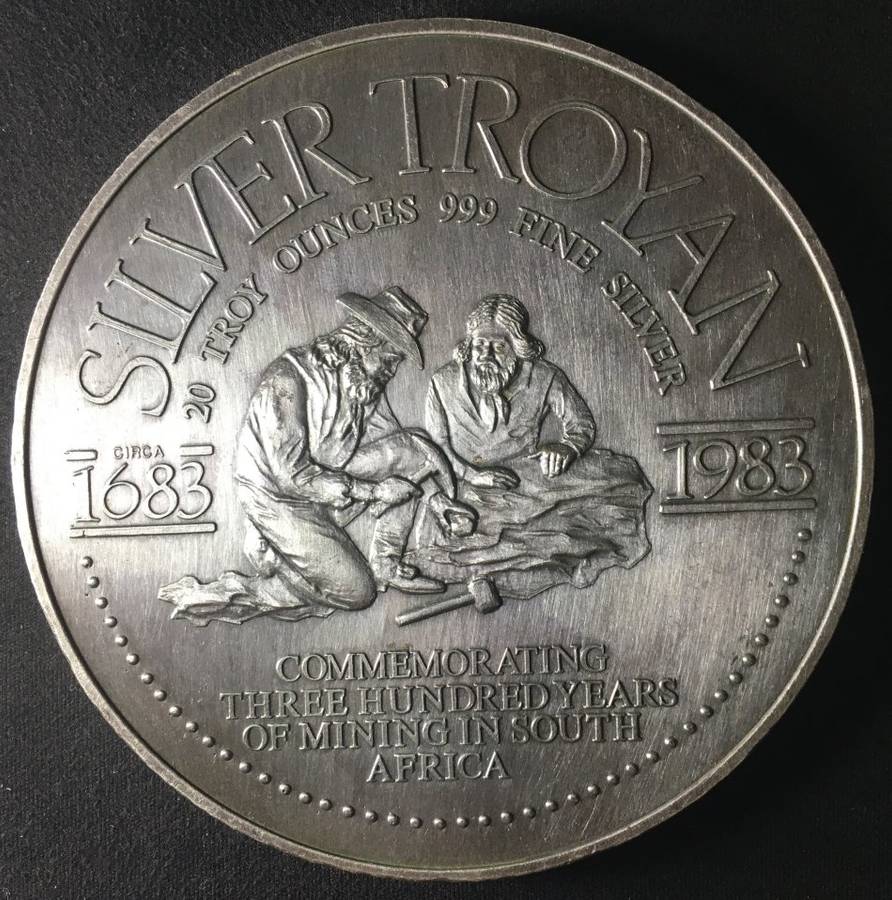 SILVER TROYAN
20 TROY OUNCES 999 FINE SILVER
CIRCA
1683
1983
COMMEMORATING
THREE HUNDRED YEARS
OF MINING IN SOUTH
AFRICA